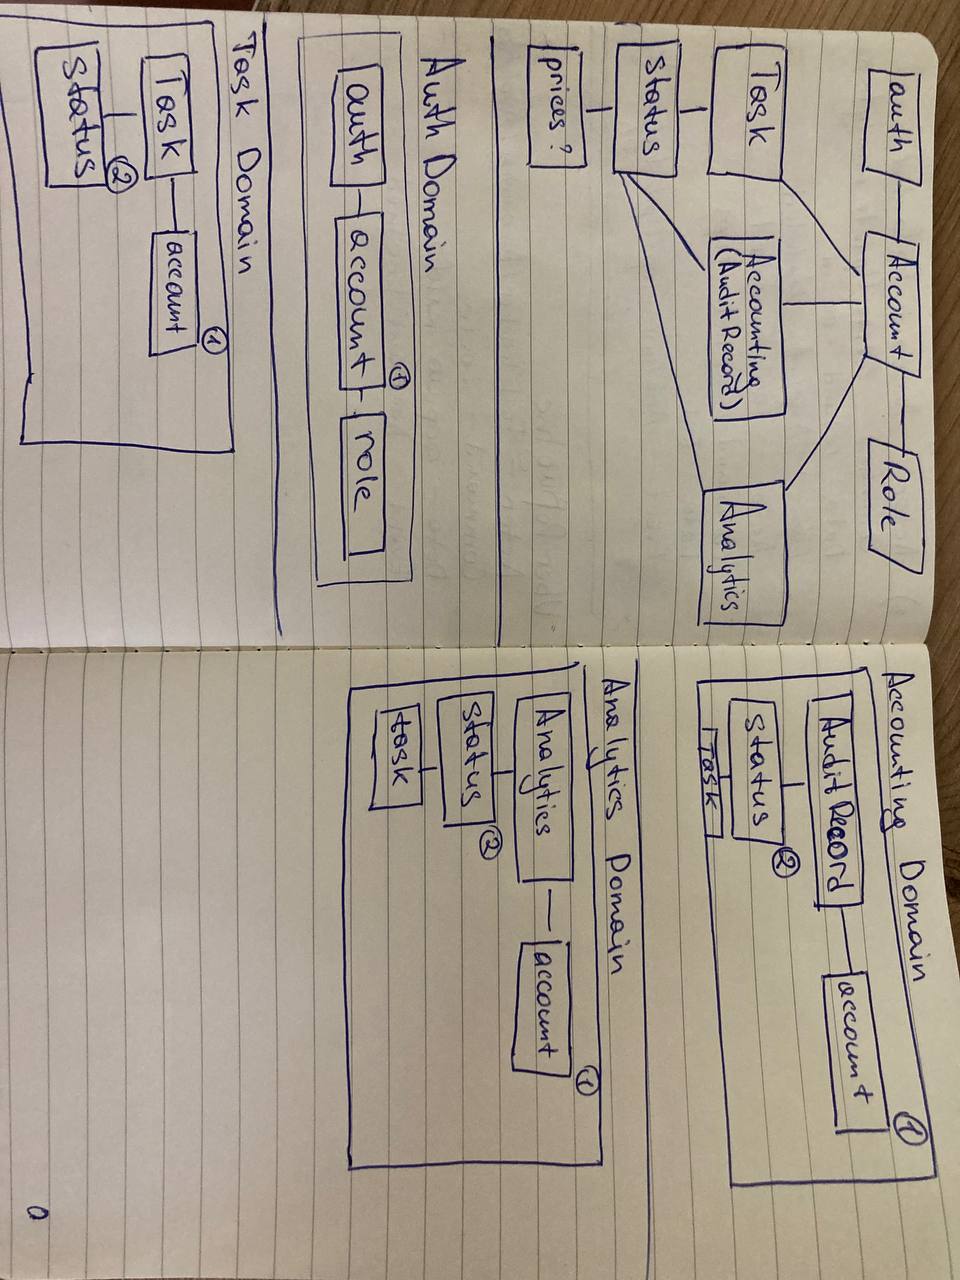 auth Account Role
Task
Accounting
(Audit Record)
Analytics
status
prices?
Auth Domain
①
auth account role
Task Domain
①
Task account
②
status
Accounting Domain
①
Audit Record account
②
status
Task
Analytics Domain
①
Analytics account
②
status
task
0